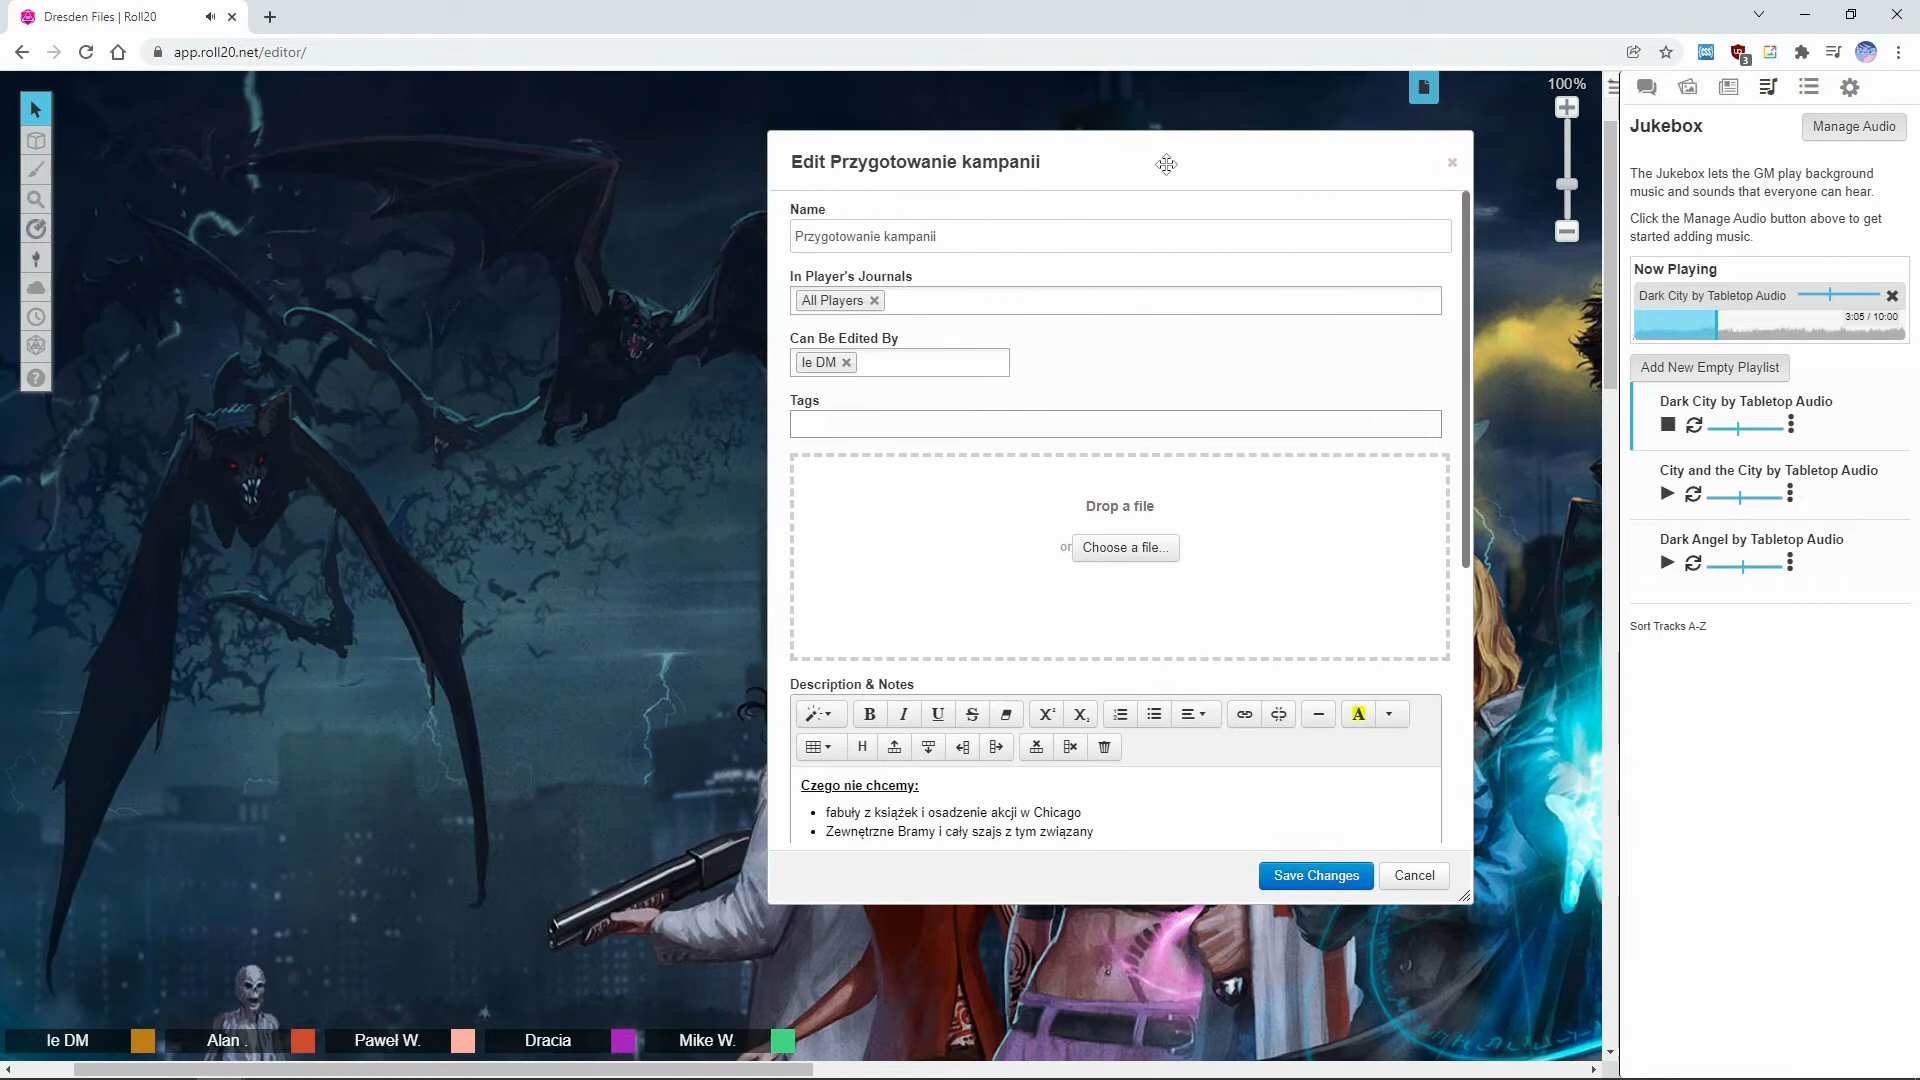 Dresden Files | Roll20
app.roll20.net/editor/
3
100%
Edit Przygotowanie kampanii
Name
Przygotowanie kampanii
In Player's Journals
All Players
Can Be Edited By
le DM
Tags
Drop a file
or Choose a file...
Description & Notes
B I U S X² X₂ A
H
Czego nie chcemy:
• fabuły z książek i osadzenie akcji w Chicago
• Zewnętrzne Bramy i cały szajs z tym związany
Save Changes
Cancel
Jukebox
Manage Audio
The Jukebox lets the GM play background
music and sounds that everyone can hear.
Click the Manage Audio button above to get
started adding music.
Now Playing
Dark City by Tabletop Audio
3:05 / 10:00
Add New Empty Playlist
Dark City by Tabletop Audio
City and the City by Tabletop Audio
Dark Angel by Tabletop Audio
Sort Tracks A-Z
le DM
Alan .
Paweł W.
Dracia
Mike W.